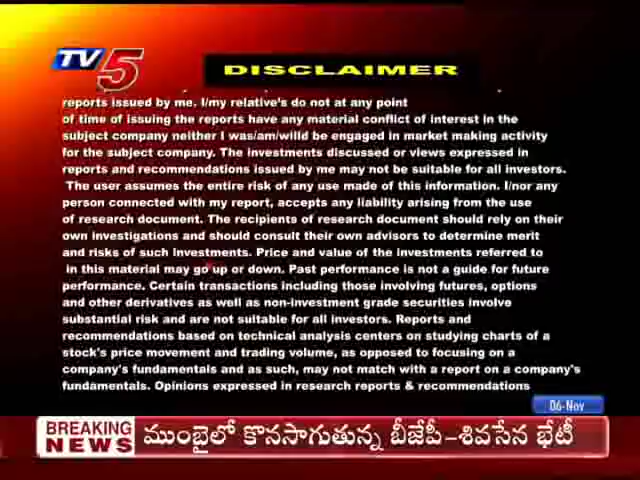 TV5
DISCLAIMER
reports issued by me. I/my relative's do not at any point
of time of issuing the reports have any material conflict of interest in the
subject company neither I was/am/willd be engaged in market making activity
for the subject company. The investments discussed or views expressed in
reports and recommendations issued by me may not be suitable for all investors.
The user assumes the entire risk of any use made of this information. I/nor any
person connected with my report, accepts any liability arising from the use
of research document. The recipients of research document should rely on their
own investigations and should consult their own advisors to determine merit
and risks of such investments. Price and value of the investments referred to
in this material may go up or down. Past performance is not a guide for future
performance. Certain transactions including those involving futures, options
and other derivatives as well as non-investment grade securities involve
substantial risk and are not suitable for all investors. Reports and
recommendations based on technical analysis centers on studying charts of a
stock's price movement and trading volume, as opposed to focusing on a
company's fundamentals and as such, may not match with a report on a company's
fundamentals. Opinions expressed in research reports & recommendations
06-Nov
BREAKING NEWS
ముంబైలో కొనసాగుతున్న బీజేపీ-శివసేన భేటీ